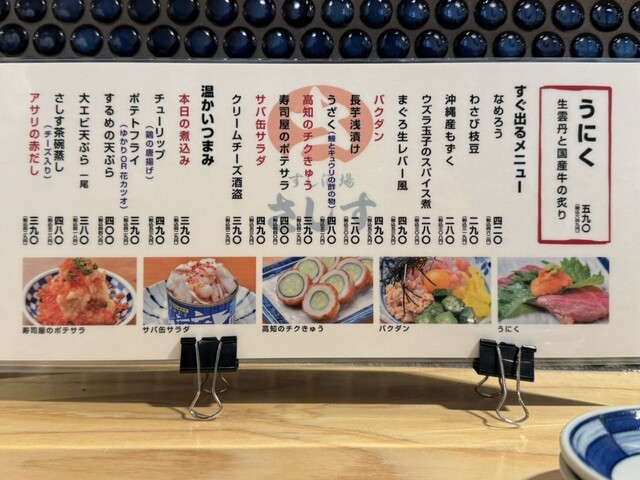 うにく
生雲丹と国産牛の炙り
五九〇
すぐ出るメニュー
なめろう
四二〇
わさび枝豆
二九〇
沖縄産もずく
二八〇
ウズラ玉子のスパイス煮
二八〇
まぐろ生レバー風
四九〇
バクダン
四九〇
長芋浅漬け
二八〇
うざく(鰻とキュウリの酢の物)
四九〇
高知のチクきゅう
寿司屋のポテサラ
四〇〇
サバ缶サラダ
四九〇
クリームチーズ酒盗
温かいつまみ
本日の煮込み
三九〇
チューリップ
(鶏の唐揚げ)
四九〇
ポテトフライ
(ゆかりOR花カツオ)
三九〇
するめの天ぷら
四九〇
大エビ天ぷら 一尾
三八〇
さしす茶碗蒸し
(チーズ入り)
四八〇
アサリの赤だし
三九〇
すし酒場
さしす
寿司屋のポテサラ
サバ缶サラダ
高知のチクきゅう
バクダン
うにく